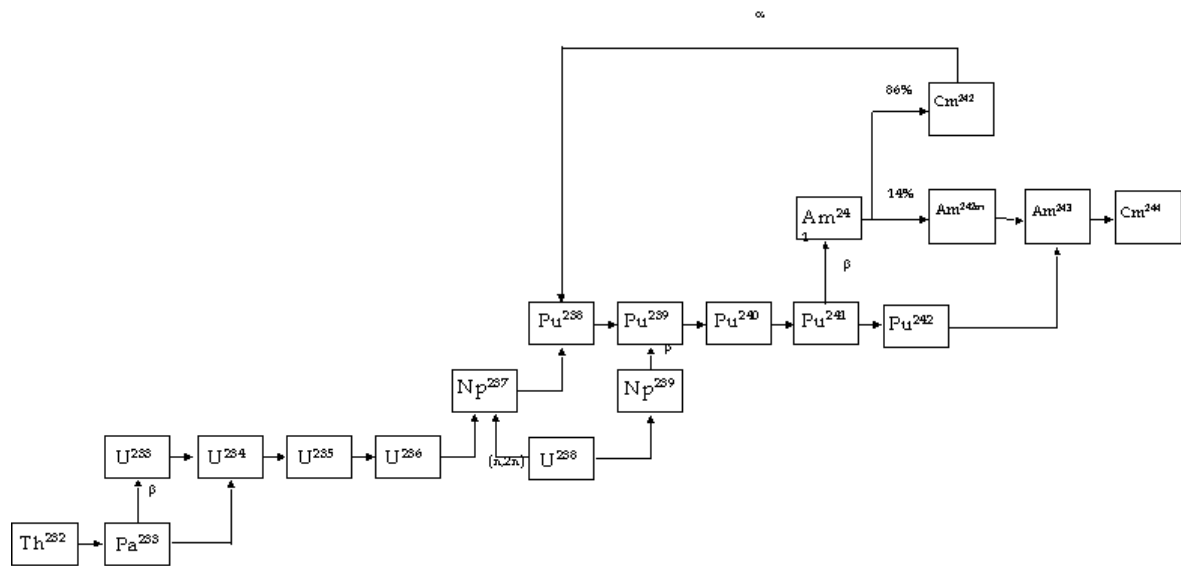 α
86%
Cm²⁴²
14%
Am²⁴
1
Am²⁴²ᵐ
Am²⁴³
Cm²⁴⁴
β
Pu²³⁸
Pu²³⁹
Pu²⁴⁰
Pu²⁴¹
Pu²⁴²
β
Np²³⁷
Np²³⁹
U²³³
U²³⁴
U²³⁵
U²³⁶
(n,2n)
U²³⁸
β
Th²³²
Pa²³³